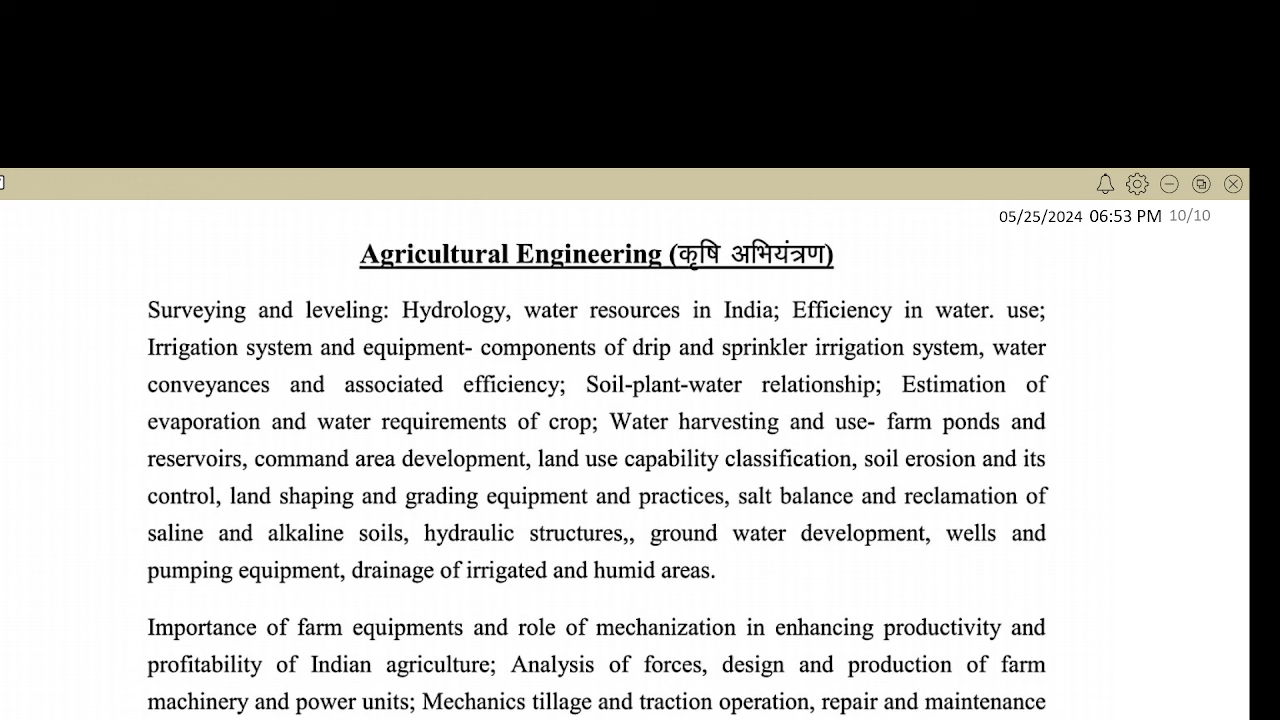 05/25/2024 06:53 PM 10/10
Agricultural Engineering (कृषि अभियंत्रण)
Surveying and leveling: Hydrology, water resources in India; Efficiency in water. use;
Irrigation system and equipment- components of drip and sprinkler irrigation system, water
conveyances and associated efficiency; Soil-plant-water relationship; Estimation of
evaporation and water requirements of crop; Water harvesting and use- farm ponds and
reservoirs, command area development, land use capability classification, soil erosion and its
control, land shaping and grading equipment and practices, salt balance and reclamation of
saline and alkaline soils, hydraulic structures,, ground water development, wells and
pumping equipment, drainage of irrigated and humid areas.
Importance of farm equipments and role of mechanization in enhancing productivity and
profitability of Indian agriculture; Analysis of forces, design and production of farm
machinery and power units; Mechanics tillage and traction operation, repair and maintenance